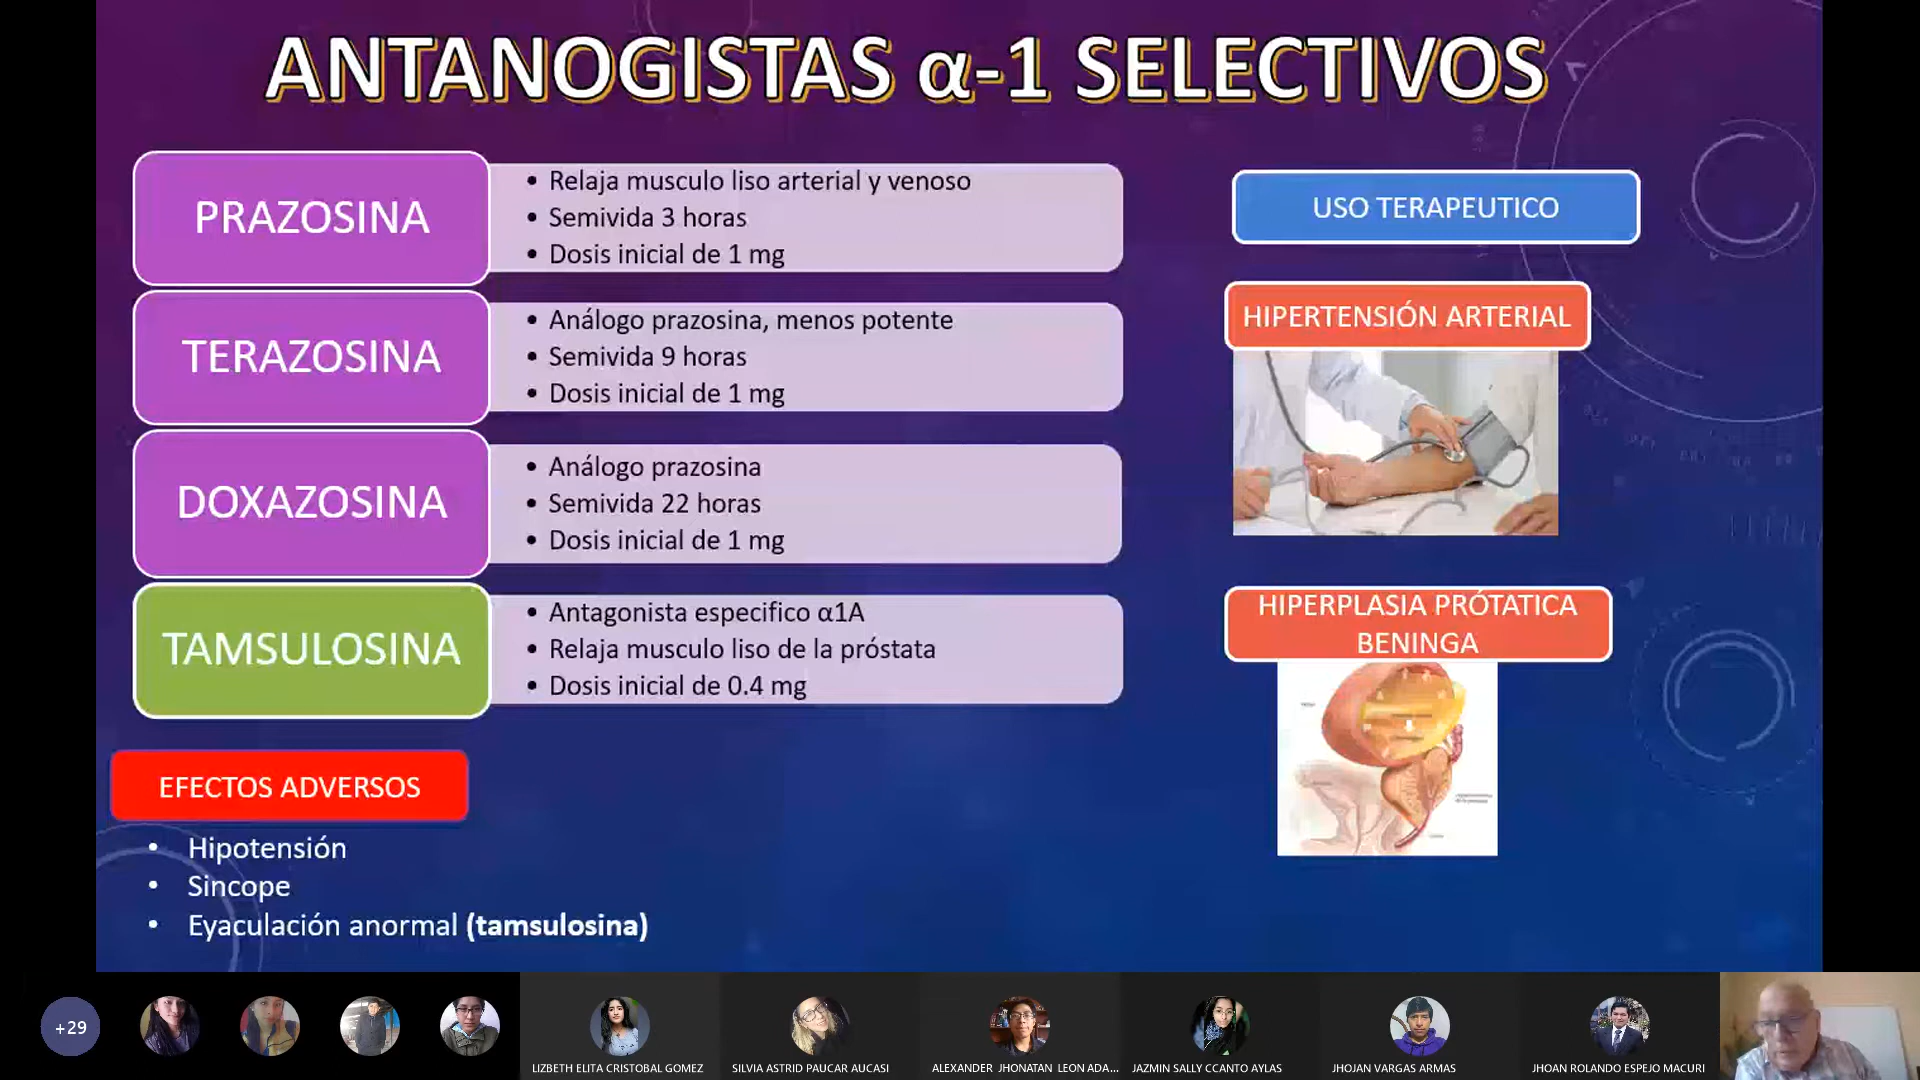 ANTANOGISTAS α-1 SELECTIVOS
PRAZOSINA
• Relaja musculo liso arterial y venoso
• Semivida 3 horas
• Dosis inicial de 1 mg
TERAZOSINA
• Análogo prazosina, menos potente
• Semivida 9 horas
• Dosis inicial de 1 mg
DOXAZOSINA
• Análogo prazosina
• Semivida 22 horas
• Dosis inicial de 1 mg
TAMSULOSINA
• Antagonista especifico α1A
• Relaja musculo liso de la próstata
• Dosis inicial de 0.4 mg
USO TERAPEUTICO
HIPERTENSIÓN ARTERIAL
HIPERPLASIA PRÓTATICA
BENINGA
EFECTOS ADVERSOS
• Hipotensión
• Sincope
• Eyaculación anormal (tamsulosina)
+29
LIZBETH ELITA CRISTOBAL GOMEZ
SILVIA ASTRID PAUCAR AUCASI
ALEXANDER JHONATAN LEON ADA...
JAZMIN SALLY CCANTO AYLAS
JHOJAN VARGAS ARMAS
JHOAN ROLANDO ESPEJO MACURI